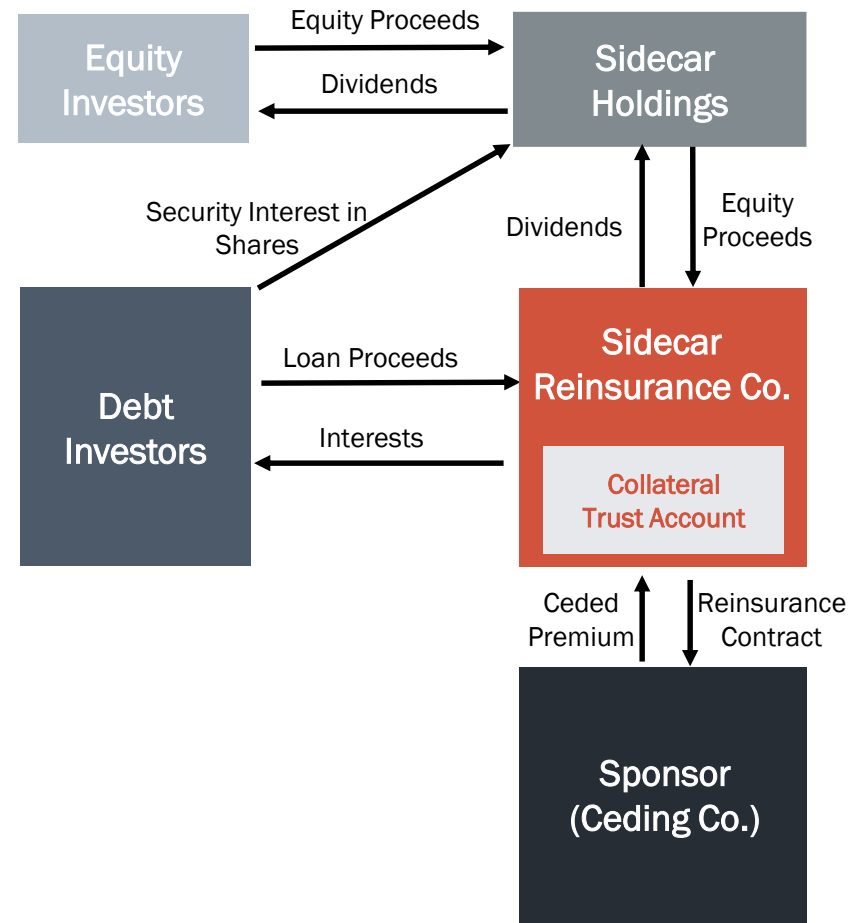 Equity Proceeds
Equity
Investors
Dividends
Sidecar
Holdings
Security Interest in
Shares
Dividends
Equity
Proceeds
Debt
Investors
Loan Proceeds
Interests
Sidecar
Reinsurance Co.
Collateral
Trust Account
Ceded
Premium
Reinsurance
Contract
Sponsor
(Ceding Co.)